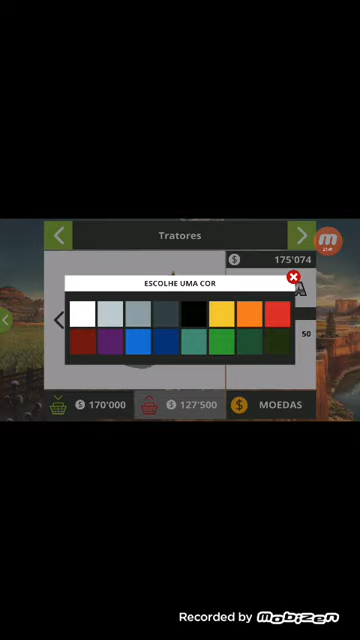 Tratores
$ 175'074
ESCOLHE UMA COR
50
$ 170'000
$ 127'500
$ MOEDAS
Recorded by mobizen